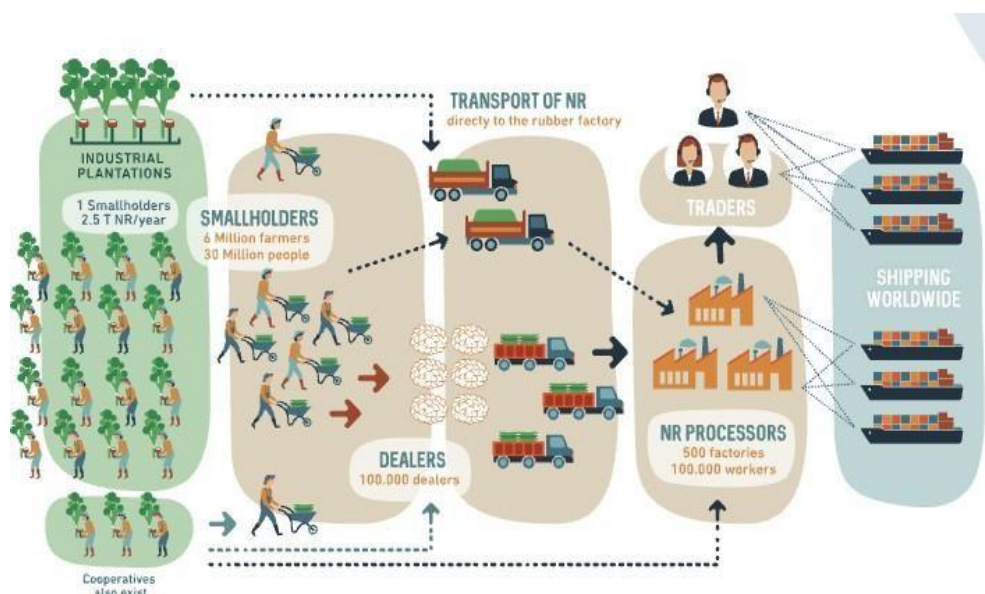 INDUSTRIAL
PLANTATIONS
1 Smallholders
2.5 T NR/year
SMALLHOLDERS
6 Million farmers
30 Million people
TRANSPORT OF NR
directy to the rubber factory
DEALERS
100.000 dealers
TRADERS
NR PROCESSORS
500 factories
100.000 workers
SHIPPING
WORLDWIDE
Cooperatives
also exist